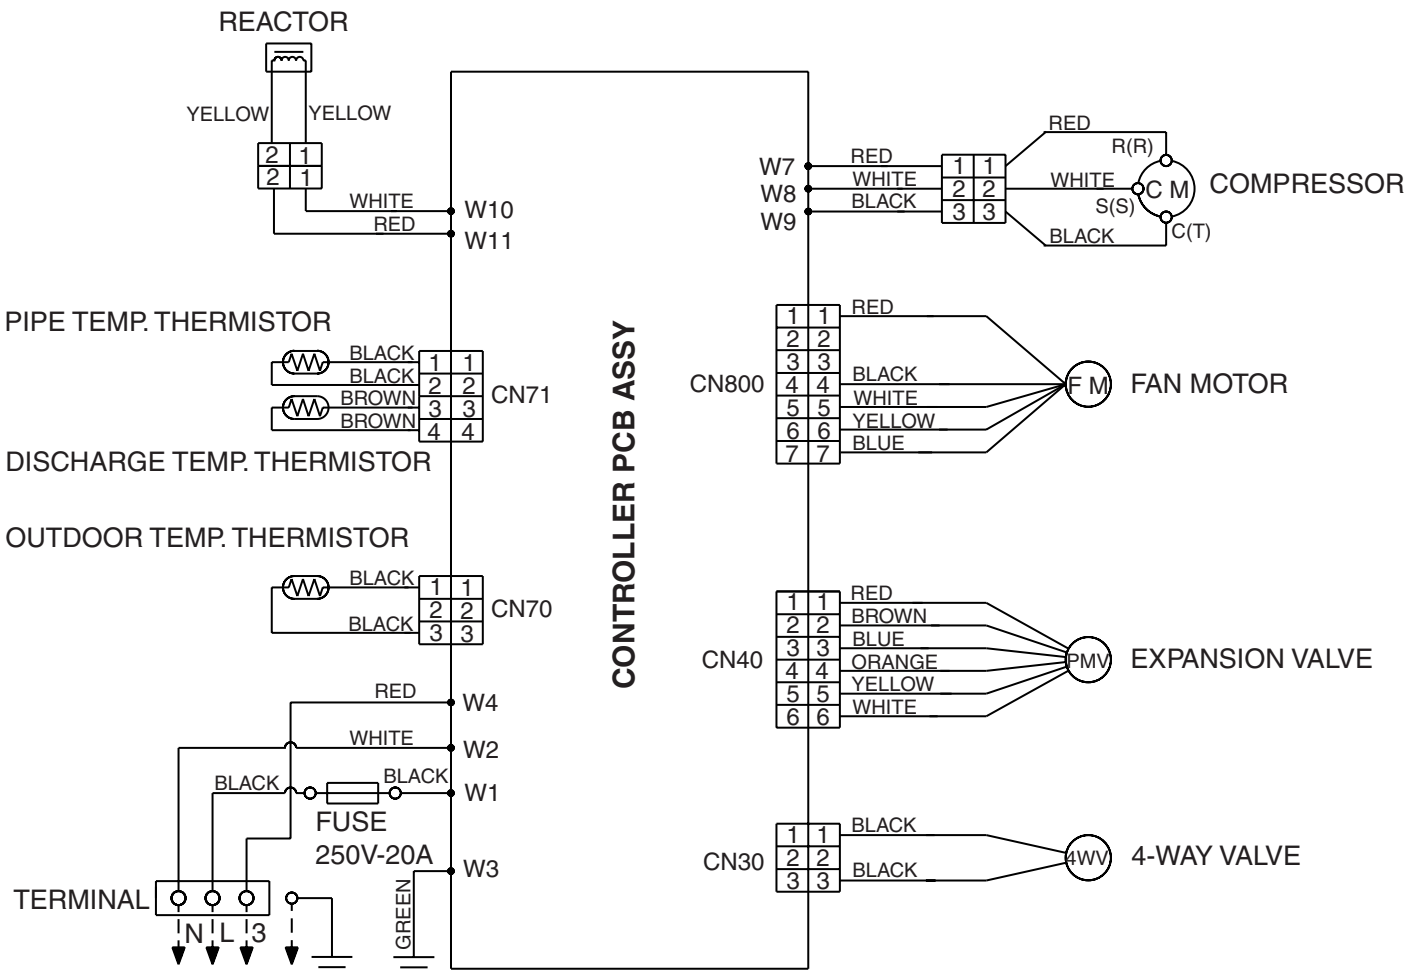 REACTOR
YELLOW YELLOW
2 1
2 1
WHITE W10
RED W11
PIPE TEMP. THERMISTOR
BLACK 1 1
BLACK 2 2
BROWN 3 3
BROWN 4 4
CN71
DISCHARGE TEMP. THERMISTOR
OUTDOOR TEMP. THERMISTOR
BLACK 1 1
2 2
BLACK 3 3
CN70
RED W4
WHITE W2
BLACK BLACK W1
FUSE
250V-20A
W3
GREEN
TERMINAL
N L 3
CONTROLLER PCB ASSY
W7 RED 1 1 RED R(R)
W8 WHITE 2 2 WHITE S(S)
W9 BLACK 3 3 BLACK C(T)
C M
COMPRESSOR
CN800
1 1 RED
2 2
3 3
4 4 BLACK
5 5 WHITE
6 6 YELLOW
7 7 BLUE
F M
FAN MOTOR
CN40
1 1 RED
2 2 BROWN
3 3 BLUE
4 4 ORANGE
5 5 YELLOW
6 6 WHITE
PMV
EXPANSION VALVE
CN30
1 1 BLACK
2 2
3 3 BLACK
4WV
4-WAY VALVE